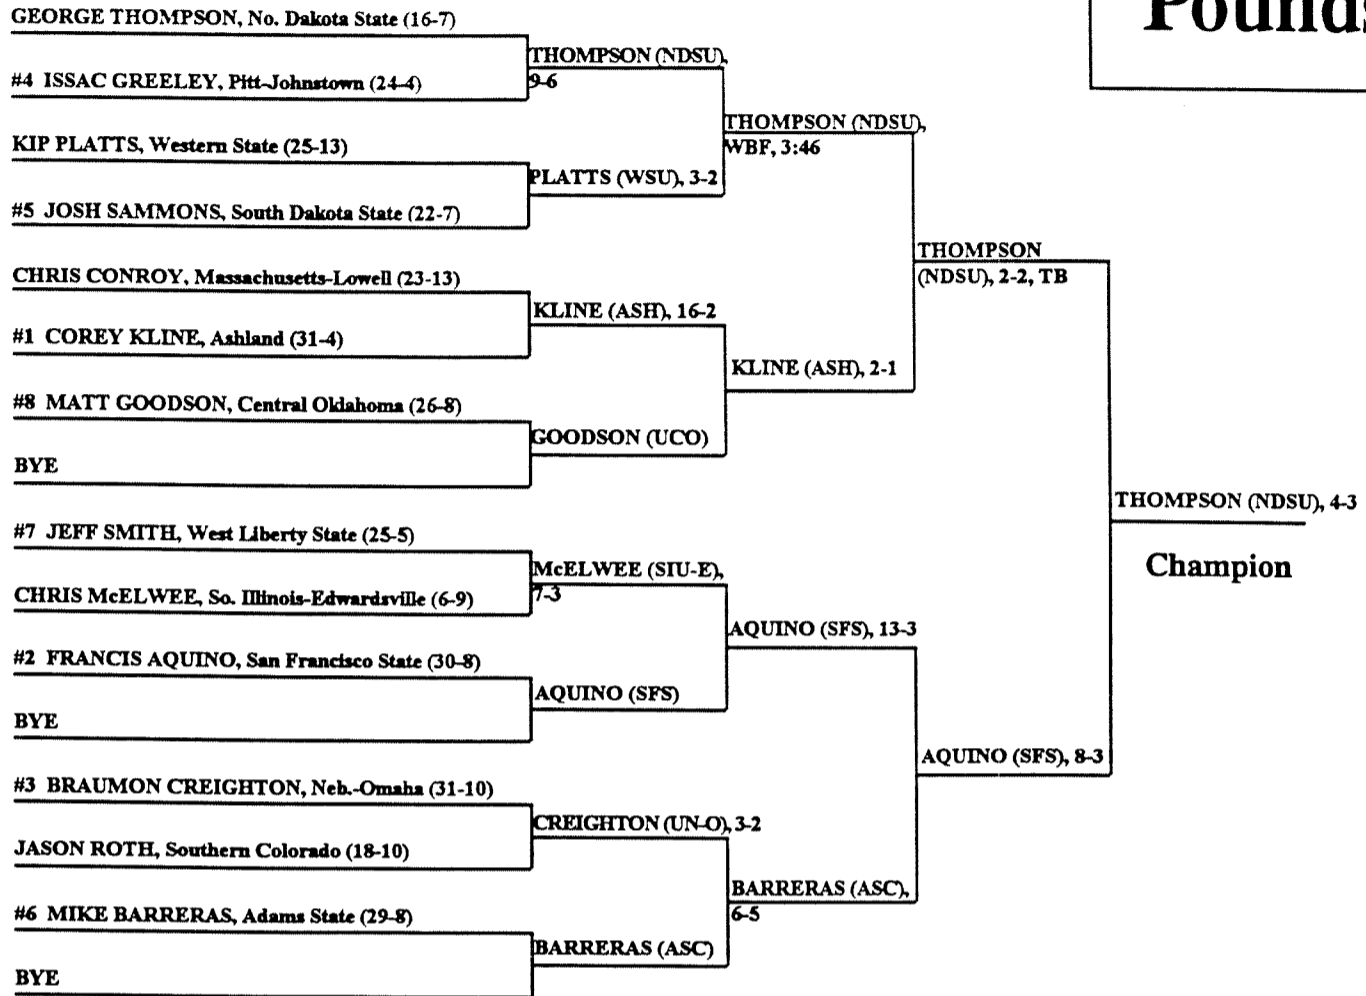 Pounds
GEORGE THOMPSON, No. Dakota State (16-7)
THOMPSON (NDSU),
9-6
#4 ISSAC GREELEY, Pitt-Johnstown (24-4)
THOMPSON (NDSU),
WBF, 3:46
KIP PLATTS, Western State (25-13)
PLATTS (WSU), 3-2
#5 JOSH SAMMONS, South Dakota State (22-7)
THOMPSON
(NDSU), 2-2, TB
CHRIS CONROY, Massachusetts-Lowell (23-13)
KLINE (ASH), 16-2
#1 COREY KLINE, Ashland (31-4)
KLINE (ASH), 2-1
#8 MATT GOODSON, Central Oklahoma (26-8)
GOODSON (UCO)
BYE
THOMPSON (NDSU), 4-3
Champion
#7 JEFF SMITH, West Liberty State (25-5)
McELWEE (SIU-E),
7-3
CHRIS McELWEE, So. Illinois-Edwardsville (6-9)
AQUINO (SFS), 13-3
#2 FRANCIS AQUINO, San Francisco State (30-8)
AQUINO (SFS)
BYE
AQUINO (SFS), 8-3
#3 BRAUMON CREIGHTON, Neb.-Omaha (31-10)
CREIGHTON (UN-O), 3-2
JASON ROTH, Southern Colorado (18-10)
BARRERAS (ASC),
6-5
#6 MIKE BARRERAS, Adams State (29-8)
BARRERAS (ASC)
BYE